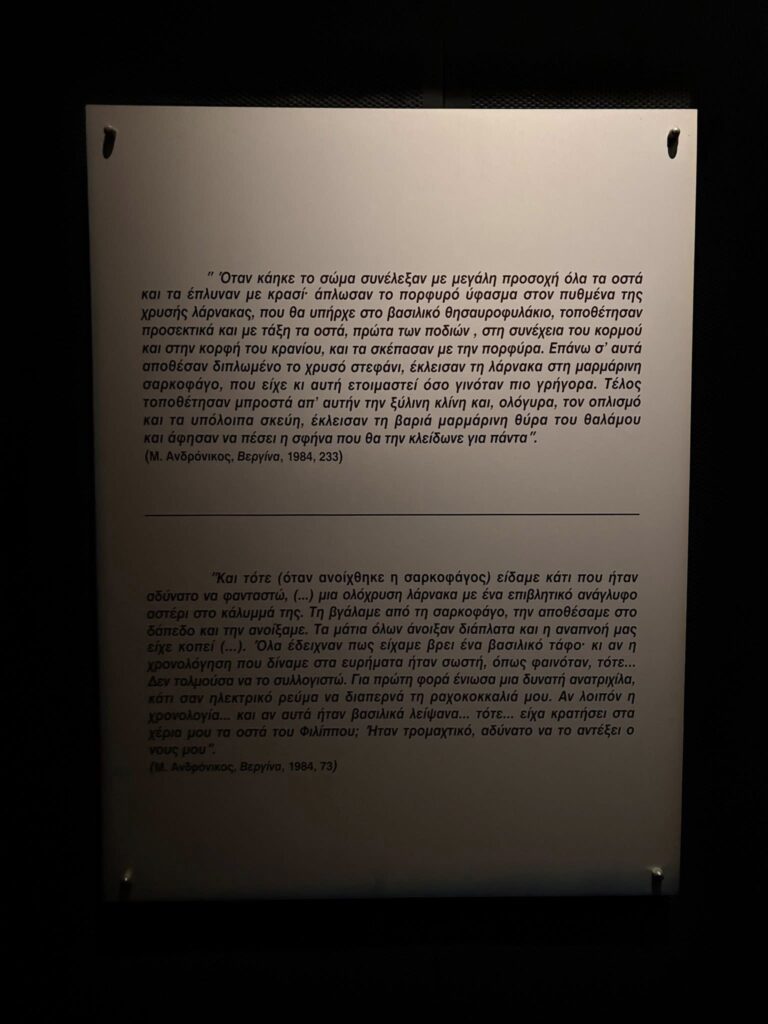 " Όταν κάηκε το σώμα συνέλεξαν με μεγάλη προσοχή όλα τα οστά
και τα έπλυναν με κρασί· άπλωσαν το πορφυρό ύφασμα στον πυθμένα της
χρυσής λάρνακας, που θα υπήρχε στο βασιλικό θησαυροφυλάκιο, τοποθέτησαν
προσεκτικά και με τάξη τα οστά, πρώτα των ποδιών , στη συνέχεια του κορμού
και στην κορφή του κρανίου, και τα σκέπασαν με την πορφύρα. Επάνω σ' αυτά
αποθέσαν διπλωμένο το χρυσό στεφάνι, έκλεισαν τη λάρνακα στη μαρμάρινη
σαρκοφάγο, που είχε κι αυτή ετοιμαστεί όσο γινόταν πιο γρήγορα. Τέλος
τοποθέτησαν μπροστά απ' αυτήν την ξύλινη κλίνη και, ολόγυρα, τον οπλισμό
και τα υπόλοιπα σκεύη, έκλεισαν τη βαριά μαρμάρινη θύρα του θαλάμου
και άφησαν να πέσει η σφήνα που θα την κλείδωνε για πάντα".
(Μ. Ανδρόνικος, Βεργίνα, 1984, 233)
"Και τότε (όταν ανοίχθηκε η σαρκοφάγος) είδαμε κάτι που ήταν
αδύνατο να φανταστώ, (...) μια ολόχρυση λάρνακα με ένα επιβλητικό ανάγλυφο
αστέρι στο κάλυμμά της. Τη βγάλαμε από τη σαρκοφάγο, την αποθέσαμε στο
δάπεδο και την ανοίξαμε. Τα μάτια όλων άνοιξαν διάπλατα και η αναπνοή μας
είχε κοπεί (...). Όλα έδειχναν πως είχαμε βρει ένα βασιλικό τάφο· κι αν η
χρονολόγηση που δίναμε στα ευρήματα ήταν σωστή, όπως φαινόταν, τότε...
Δεν τολμούσα να το συλλογιστώ. Για πρώτη φορά ένιωσα μια δυνατή ανατριχίλα,
κάτι σαν ηλεκτρικό ρεύμα να διαπερνά τη ραχοκοκκαλιά μου. Αν λοιπόν η
χρονολογία... και αν αυτά ήταν βασιλικά λείψανα... τότε... είχα κρατήσει στα
χέρια μου τα οστά του Φιλίππου; Ήταν τρομαχτικό, αδύνατο να το αντέξει ο
νους μου".
(Μ. Ανδρόνικος, Βεργίνα, 1984, 73)